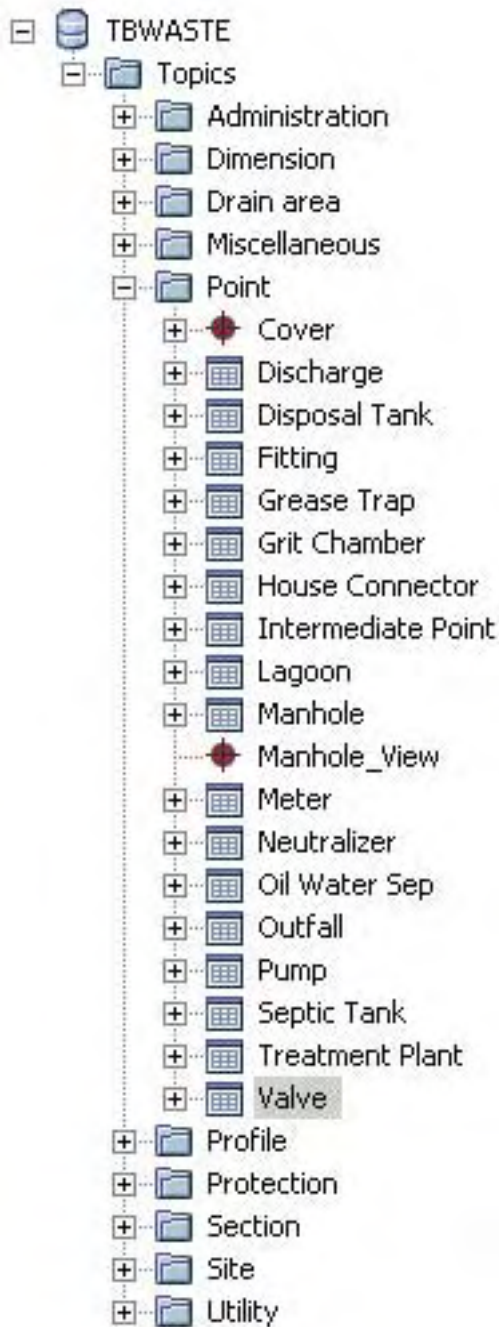 TBWASTE
Topics
Administration
Dimension
Drain area
Miscellaneous
Point
Cover
Discharge
Disposal Tank
Fitting
Grease Trap
Grit Chamber
House Connector
Intermediate Point
Lagoon
Manhole
Manhole_View
Meter
Neutralizer
Oil Water Sep
Outfall
Pump
Septic Tank
Treatment Plant
Valve
Profile
Protection
Section
Site
Utility